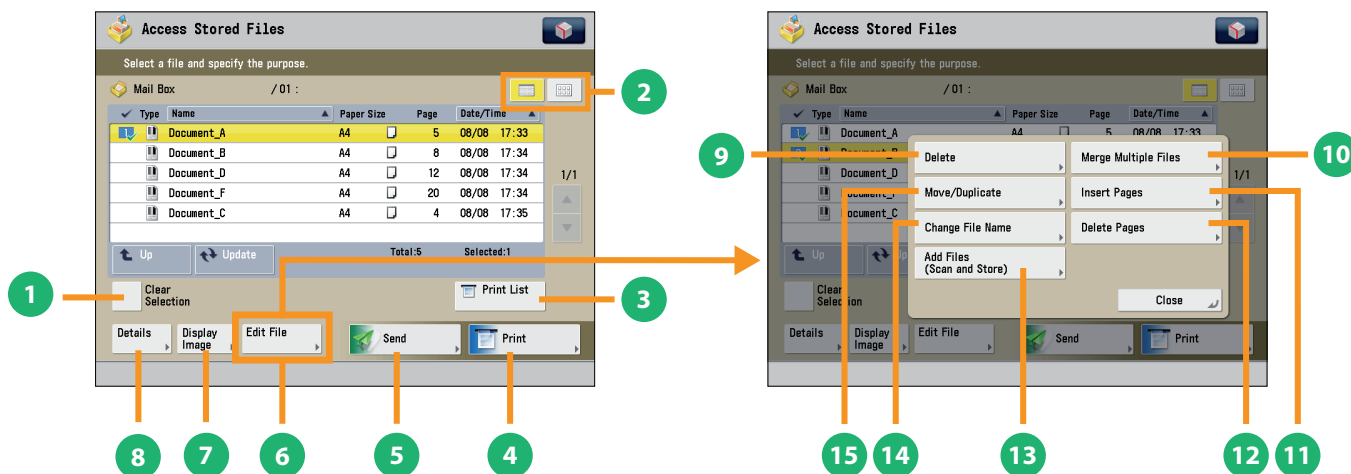 Access Stored Files
Select a file and specify the purpose.
Mail Box /01 :
2
✓ Type Name ▲ Paper Size Page Date/Time ▲
1 Document_A A4 5 08/08 17:33
Document_B A4 8 08/08 17:34
Document_D A4 12 08/08 17:34
Document_F A4 20 08/08 17:34
Document_C A4 4 08/08 17:35
1/1
Up Update Total:5 Selected:1
1
Clear
Selection
Print List
3
Details
Display
Image
Edit File
Send
Print
8 7 6 5 4
Access Stored Files
Select a file and specify the purpose.
Mail Box /01 :
✓ Type Name ▲ Paper Size Page Date/Time ▲
Document_A A4 5 08/08 17:33
Document_D
Document_C
1/1
9
Delete
Merge Multiple Files
10
Move/Duplicate
Insert Pages
Change File Name
Delete Pages
Add Files
(Scan and Store)
Close
Up
Clear
Selection
Details
Display
Image
Edit File
Send
Print
15 14 13 12 11